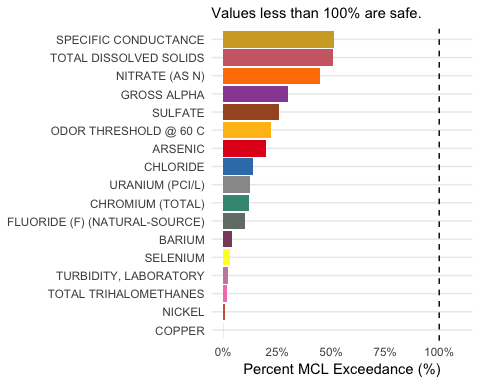 Values less than 100% are safe.
SPECIFIC CONDUCTANCE
TOTAL DISSOLVED SOLIDS
NITRATE (AS N)
GROSS ALPHA
SULFATE
ODOR THRESHOLD @ 60 C
ARSENIC
CHLORIDE
URANIUM (PCI/L)
CHROMIUM (TOTAL)
FLUORIDE (F) (NATURAL-SOURCE)
BARIUM
SELENIUM
TURBIDITY, LABORATORY
TOTAL TRIHALOMETHANES
NICKEL
COPPER
0% 25% 50% 75% 100%
Percent MCL Exceedance (%)